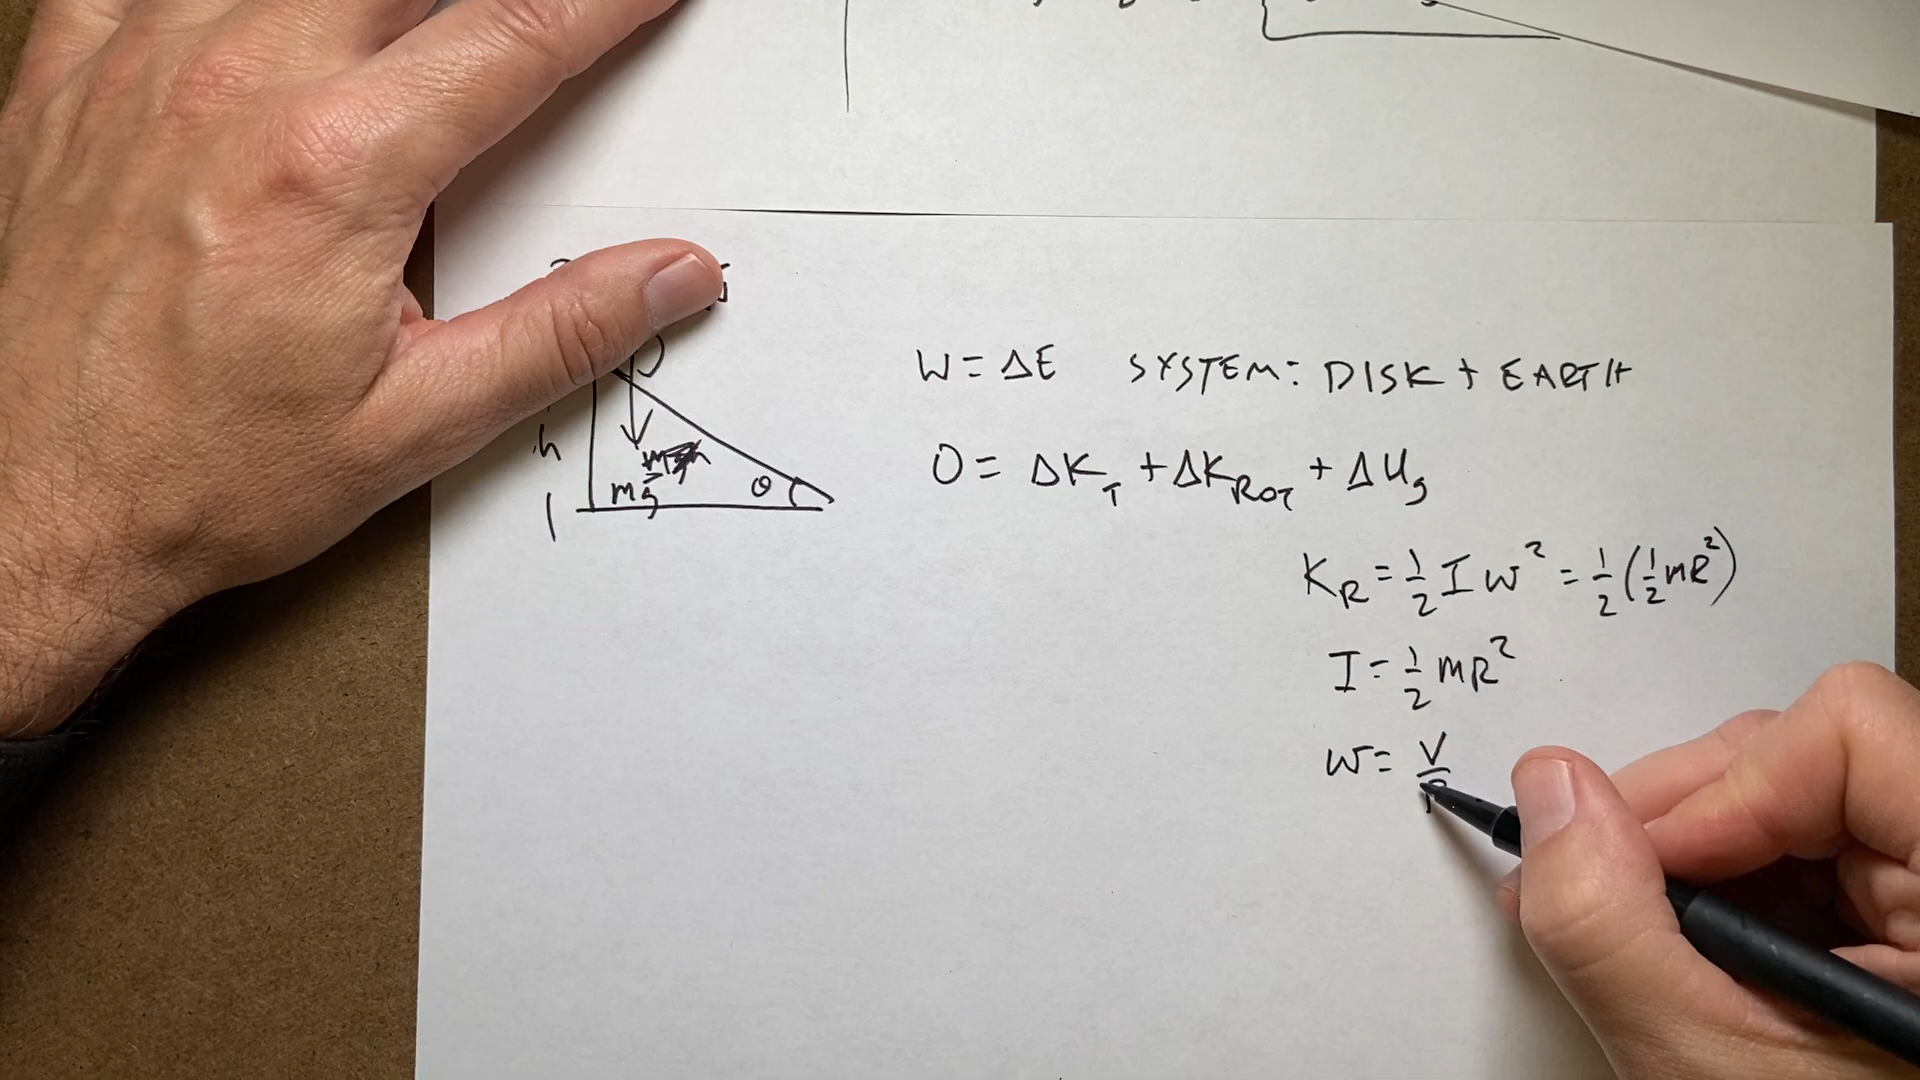 W = ΔE SYSTEM: DISK + EARTH
h
mg
θ
0 = ΔK_T + ΔK_ROT + ΔU_g
K_R = 1/2 I ω² = 1/2 (1/2 mR²)
I = 1/2 mR²
ω = V/R